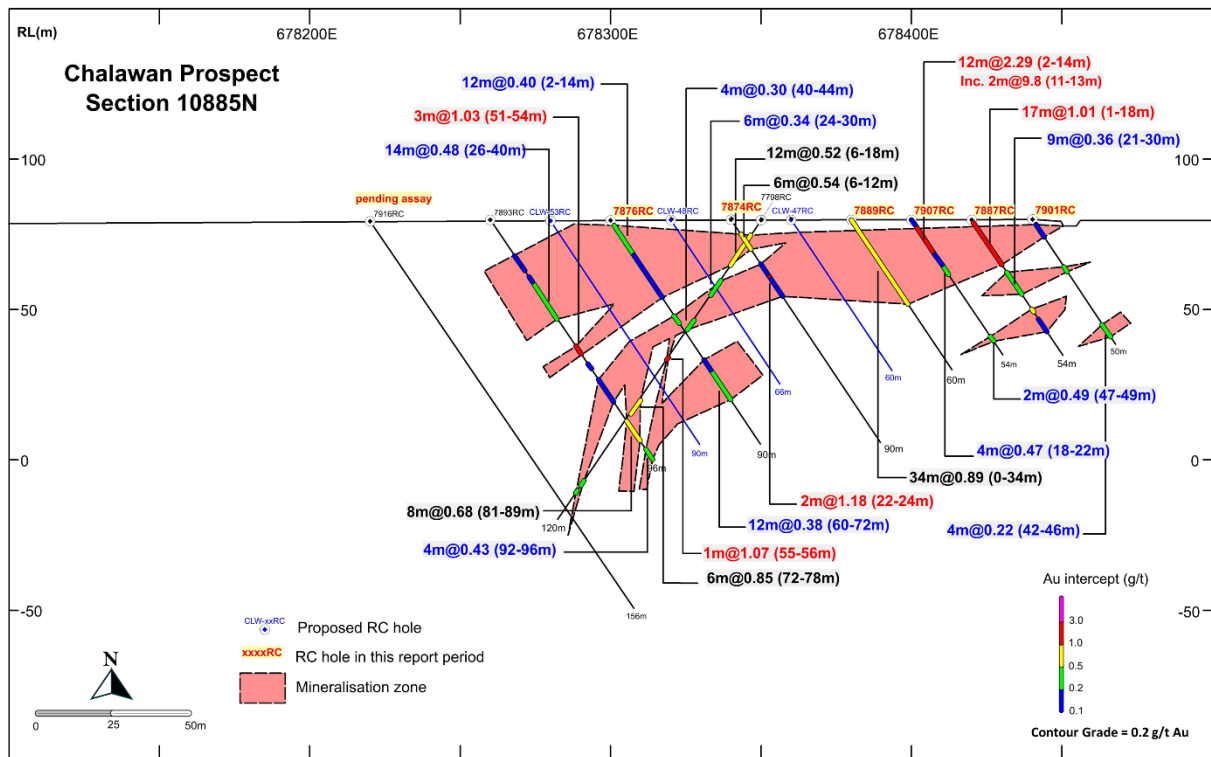 RL(m)
678200E
678300E
678400E
Chalawan Prospect
Section 10885N
12m@0.40 (2-14m)
3m@1.03 (51-54m)
14m@0.48 (26-40m)
4m@0.30 (40-44m)
6m@0.34 (24-30m)
12m@0.52 (6-18m)
6m@0.54 (6-12m)
12m@2.29 (2-14m)
Inc. 2m@9.8 (11-13m)
17m@1.01 (1-18m)
9m@0.36 (21-30m)
100
100
pending assay
7916RC
7893RC
CLW-53RC
7876RC
CLW-48RC
7874RC
7798RC
CLW-47RC
7889RC
7907RC
7887RC
7901RC
50
50
50m
54m
54m
60m
60m
66m
90m
90m
90m
96m
120m
156m
0
0
2m@0.49 (47-49m)
4m@0.47 (18-22m)
34m@0.89 (0-34m)
2m@1.18 (22-24m)
8m@0.68 (81-89m)
12m@0.38 (60-72m)
4m@0.22 (42-46m)
4m@0.43 (92-96m)
1m@1.07 (55-56m)
6m@0.85 (72-78m)
-50
-50
CLW-xxRC
Proposed RC hole
xxxxRC
RC hole in this report period
Mineralisation zone
N
0
25
50m
Au intercept (g/t)
3.0
1.0
0.5
0.2
0.1
Contour Grade = 0.2 g/t Au